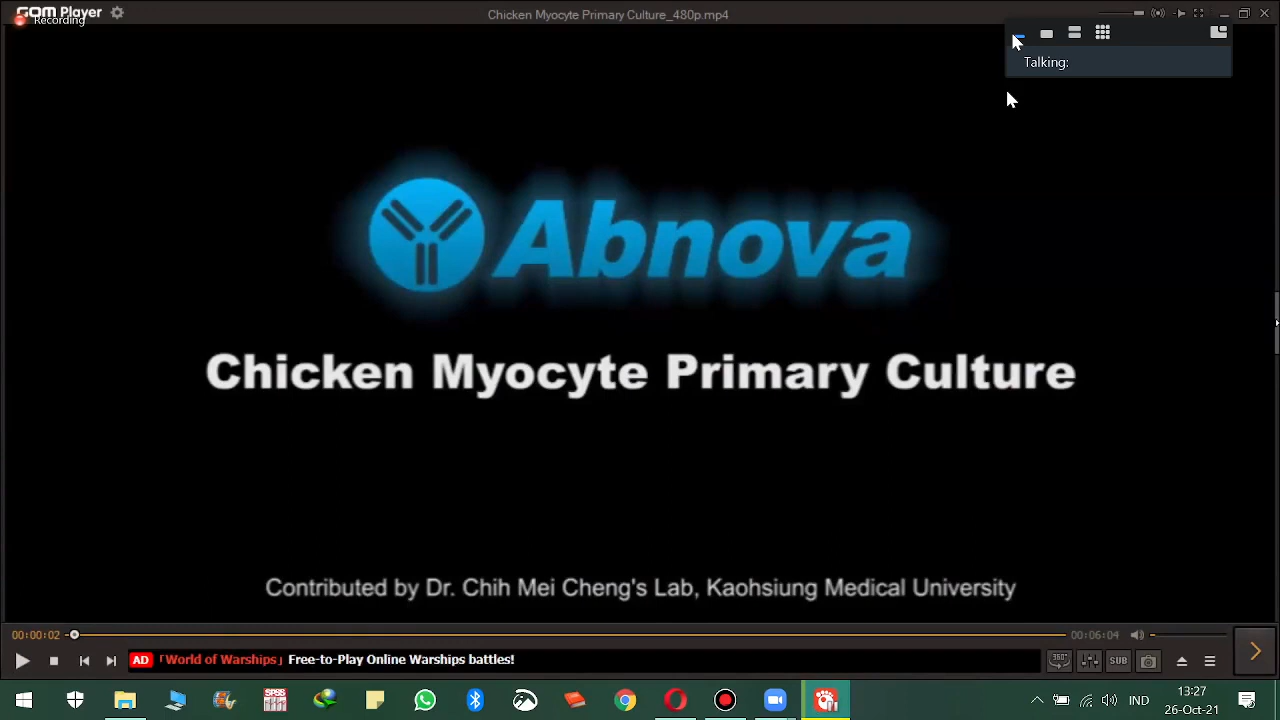 GOM Player
Recording
Chicken Myocyte Primary Culture_480p.mp4
Talking:
Abnova
Chicken Myocyte Primary Culture
Contributed by Dr. Chih Mei Cheng's Lab, Kaohsiung Medical University
00:00:02
00:06:04
AD 「World of Warships」 Free-to-Play Online Warships battles!
360°
SUB
SPSS
IND
13:27
26-Oct-21